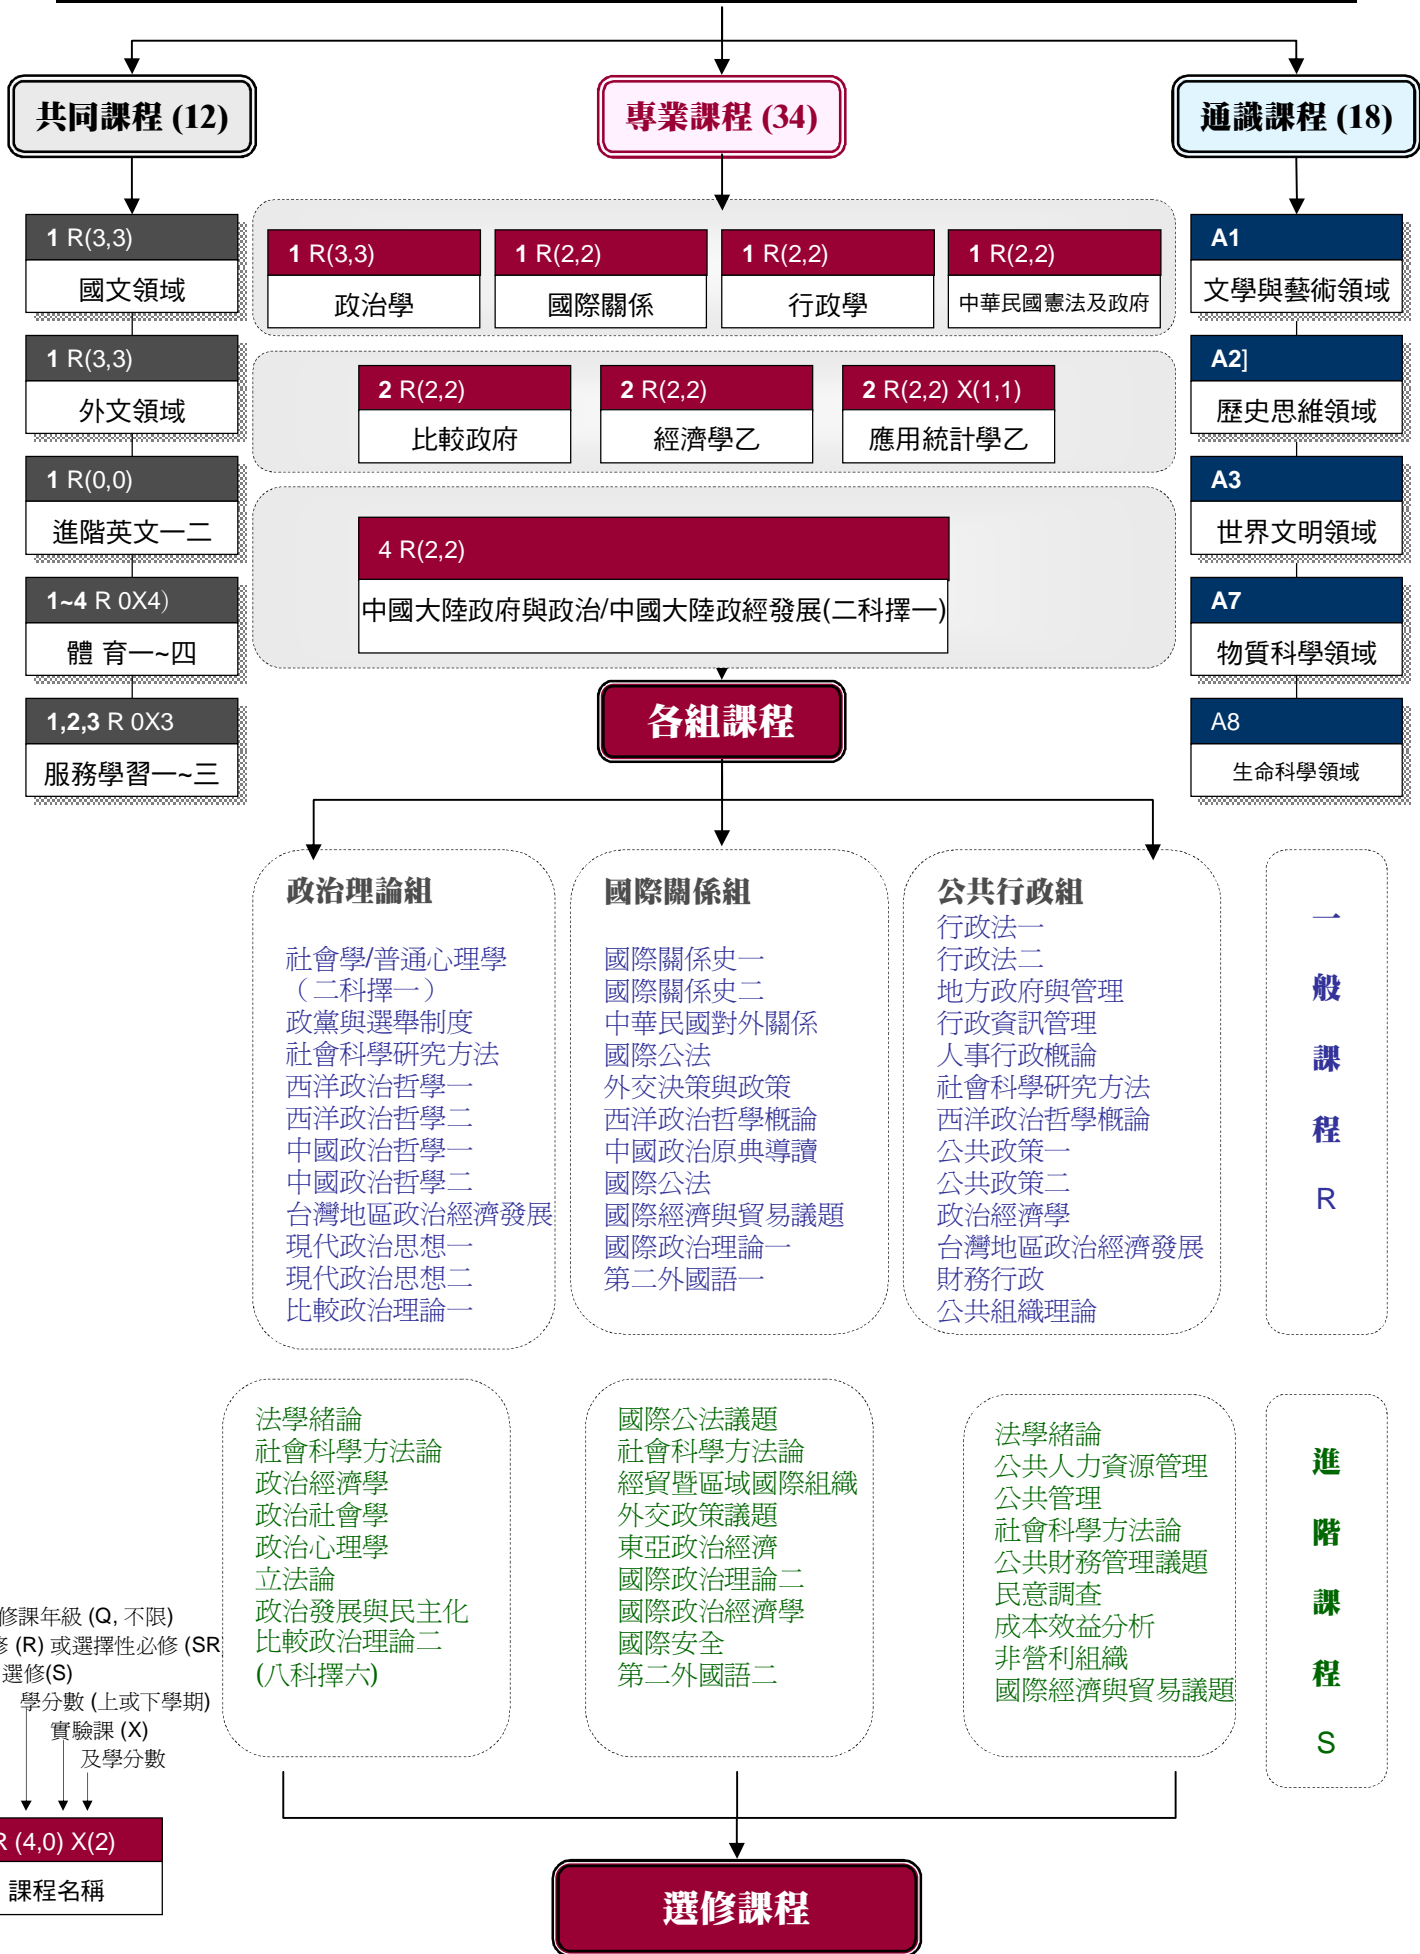 共同課程 (12)
專業課程 (34)
通識課程 (18)
1 R(3,3)
國文領域
1 R(3,3)
外文領域
1 R(0,0)
進階英文一二
1~4 R 0X4)
體 育一~四
1,2,3 R 0X3
服務學習一~三
1 R(3,3)
政治學
1 R(2,2)
國際關係
1 R(2,2)
行政學
1 R(2,2)
中華民國憲法及政府
2 R(2,2)
比較政府
2 R(2,2)
經濟學乙
2 R(2,2) X(1,1)
應用統計學乙
4 R(2,2)
中國大陸政府與政治/中國大陸政經發展(二科擇一)
A1
文學與藝術領域
A2]
歷史思維領域
A3
世界文明領域
A7
物質科學領域
A8
生命科學領域
各組課程
政治理論組
社會學/普通心理學
（二科擇一）
政黨與選舉制度
社會科學研究方法
西洋政治哲學一
西洋政治哲學二
中國政治哲學一
中國政治哲學二
台灣地區政治經濟發展
現代政治思想一
現代政治思想二
比較政治理論一
國際關係組
國際關係史一
國際關係史二
中華民國對外關係
國際公法
外交決策與政策
西洋政治哲學概論
中國政治原典導讀
國際公法
國際經濟與貿易議題
國際政治理論一
第二外國語一
公共行政組
行政法一
行政法二
地方政府與管理
行政資訊管理
人事行政概論
社會科學研究方法
西洋政治哲學概論
公共政策一
公共政策二
政治經濟學
台灣地區政治經濟發展
財務行政
公共組織理論
一
般
課
程
R
法學緒論
社會科學方法論
政治經濟學
政治社會學
政治心理學
立法論
政治發展與民主化
比較政治理論二
(八科擇六)
國際公法議題
社會科學方法論
經貿暨區域國際組織
外交政策議題
東亞政治經濟
國際政治理論二
國際政治經濟學
國際安全
第二外國語二
法學緒論
公共人力資源管理
公共管理
社會科學方法論
公共財務管理議題
民意調查
成本效益分析
非營利組織
國際經濟與貿易議題
進
階
課
程
S
修課年級 (Q, 不限)
修 (R) 或選擇性必修 (SR
選修(S)
學分數 (上或下學期)
實驗課 (X)
及學分數
R (4,0) X(2)
課程名稱
選修課程